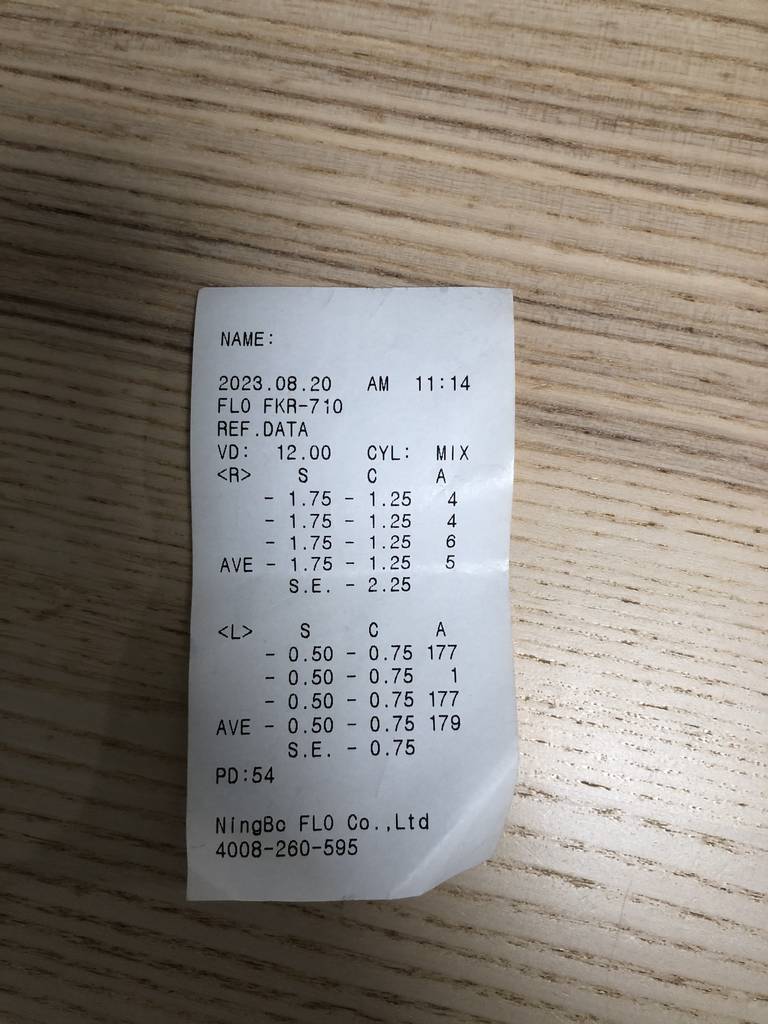 NAME:
2023.08.20 AM 11:14
FLO FKR-710
REF.DATA
VD: 12.00 CYL: MIX
<R> S C A
- 1.75 - 1.25 4
- 1.75 - 1.25 4
- 1.75 - 1.25 6
AVE - 1.75 - 1.25 5
S.E. - 2.25
<L> S C A
- 0.50 - 0.75 177
- 0.50 - 0.75 1
- 0.50 - 0.75 177
AVE - 0.50 - 0.75 179
S.E. - 0.75
PD:54
NingBo FLO Co.,Ltd
4008-260-595